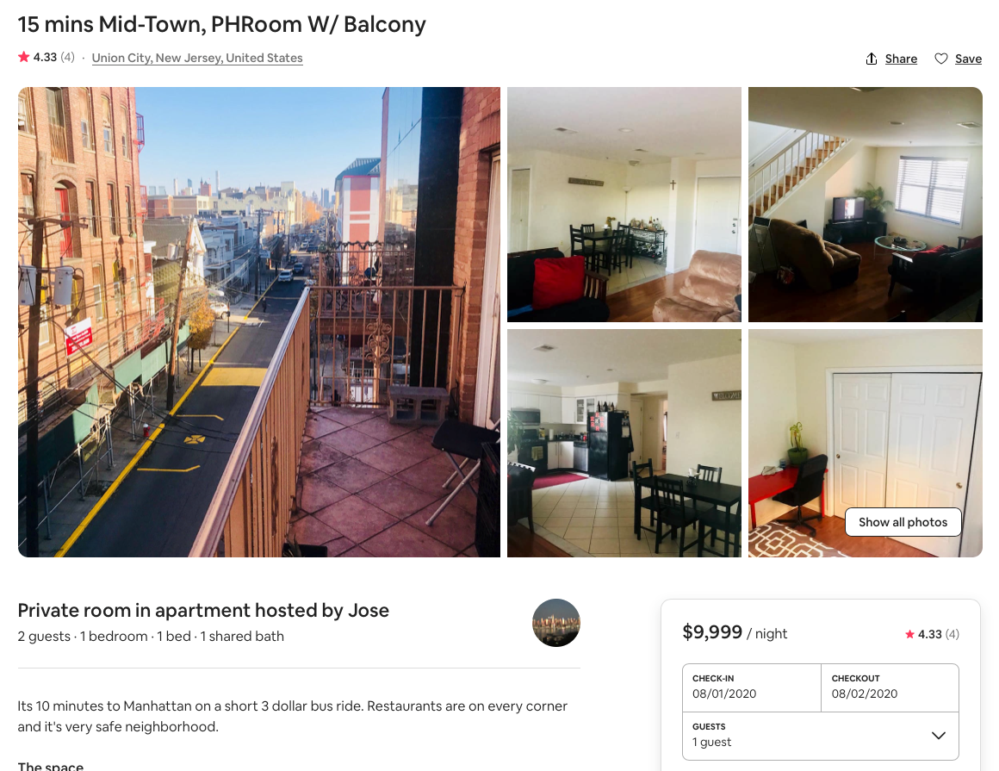 15 mins Mid-Town, PHRoom W/ Balcony
4.33 (4) · Union City, New Jersey, United States
Share
Save
WELCOME
Show all photos
Private room in apartment hosted by Jose
2 guests · 1 bedroom · 1 bed · 1 shared bath
$9,999 / night
4.33 (4)
CHECK-IN
08/01/2020
CHECKOUT
08/02/2020
GUESTS
1 guest
Its 10 minutes to Manhattan on a short 3 dollar bus ride. Restaurants are on every corner
and it's very safe neighborhood.
The space